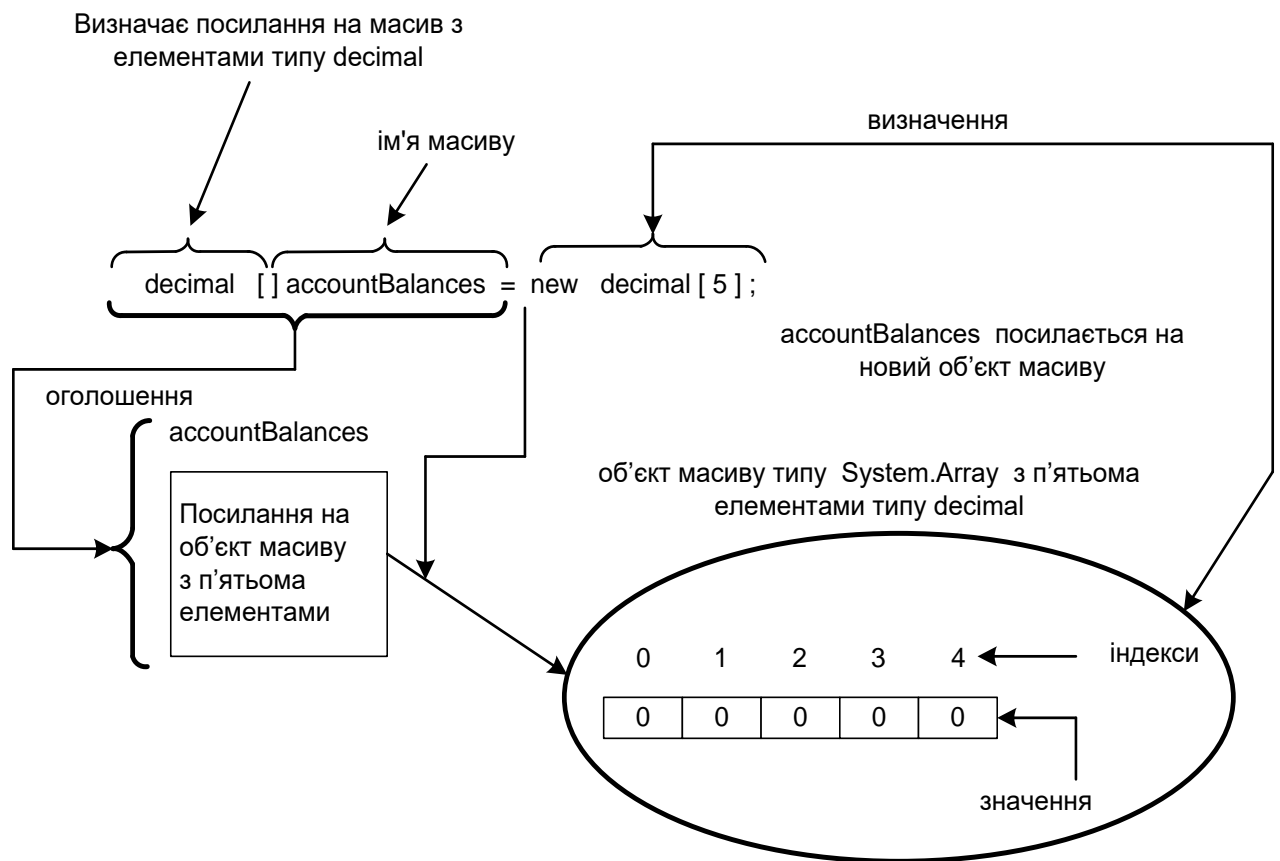 Визначає посилання на масив з
елементами типу decimal
ім'я масиву
визначення
decimal [ ] accountBalances = new decimal [ 5 ] ;
accountBalances посилається на
новий об’єкт масиву
оголошення
accountBalances
об’єкт масиву типу System.Array з п’ятьома
елементами типу decimal
Посилання на
об’єкт масиву
з п’ятьома
елементами
0 1 2 3 4
індекси
0 0 0 0 0
значення